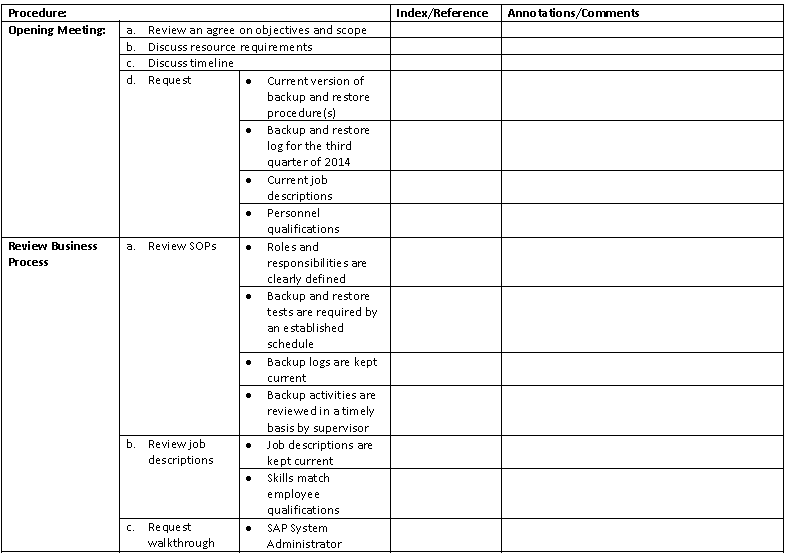 Procedure: Index/Reference Annotations/Comments
Opening Meeting: a. Review an agree on objectives and scope
b. Discuss resource requirements
c. Discuss timeline
d. Request
● Current version of
backup and restore
procedure(s)
● Backup and restore
log for the third
quarter of 2014
● Current job
descriptions
● Personnel
qualifications
Review Business
Process
a. Review SOPs
● Roles and
responsibilities are
clearly defined
● Backup and restore
tests are required by
an established
schedule
● Backup logs are kept
current
● Backup activities are
reviewed in a timely
basis by supervisor
b. Review job
descriptions
● Job descriptions are
kept current
● Skills match
employee
qualifications
c. Request
walkthrough
● SAP System
Administrator